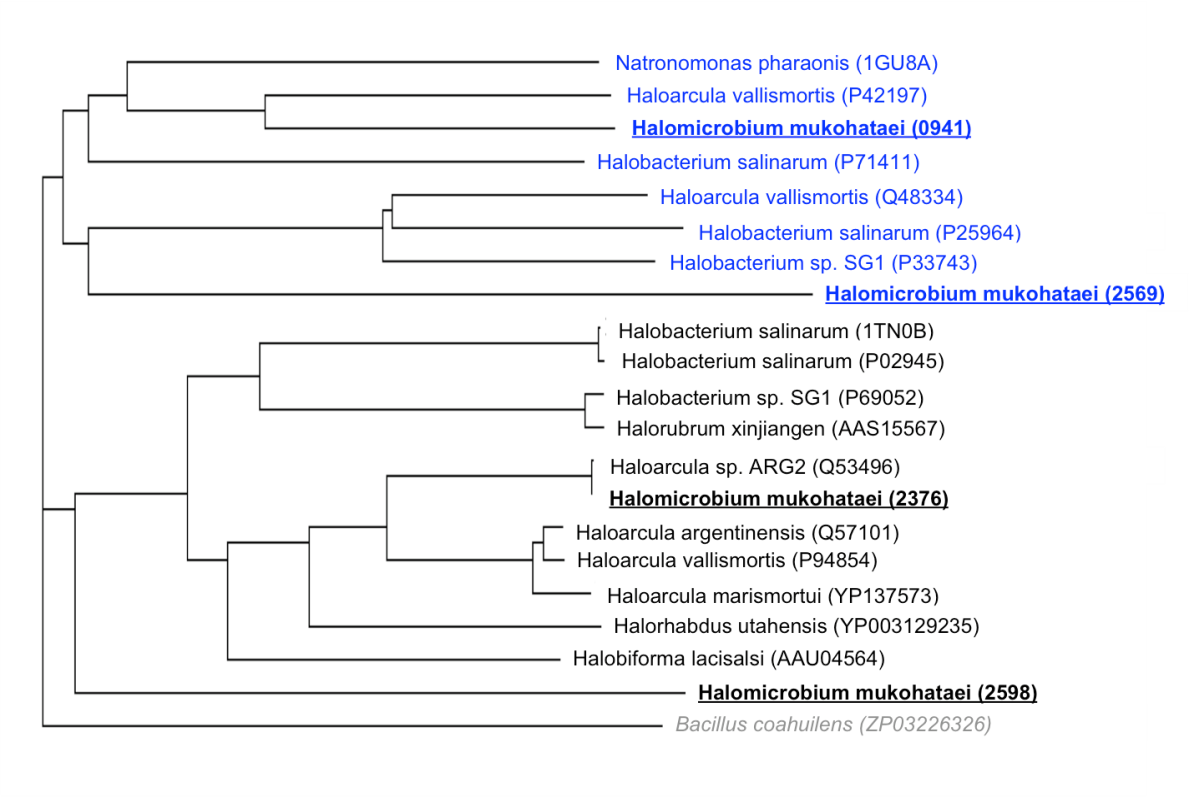 Natronomonas pharaonis (1GU8A)
Haloarcula vallismortis (P42197)
Halomicrobium mukohataei (0941)
Halobacterium salinarum (P71411)
Haloarcula vallismortis (Q48334)
Halobacterium salinarum (P25964)
Halobacterium sp. SG1 (P33743)
Halomicrobium mukohataei (2569)
Halobacterium salinarum (1TN0B)
Halobacterium salinarum (P02945)
Halobacterium sp. SG1 (P69052)
Halorubrum xinjiangen (AAS15567)
Haloarcula sp. ARG2 (Q53496)
Halomicrobium mukohataei (2376)
Haloarcula argentinensis (Q57101)
Haloarcula vallismortis (P94854)
Haloarcula marismortui (YP137573)
Halorhabdus utahensis (YP003129235)
Halobiforma lacisalsi (AAU04564)
Halomicrobium mukohataei (2598)
Bacillus coahuilens (ZP03226326)